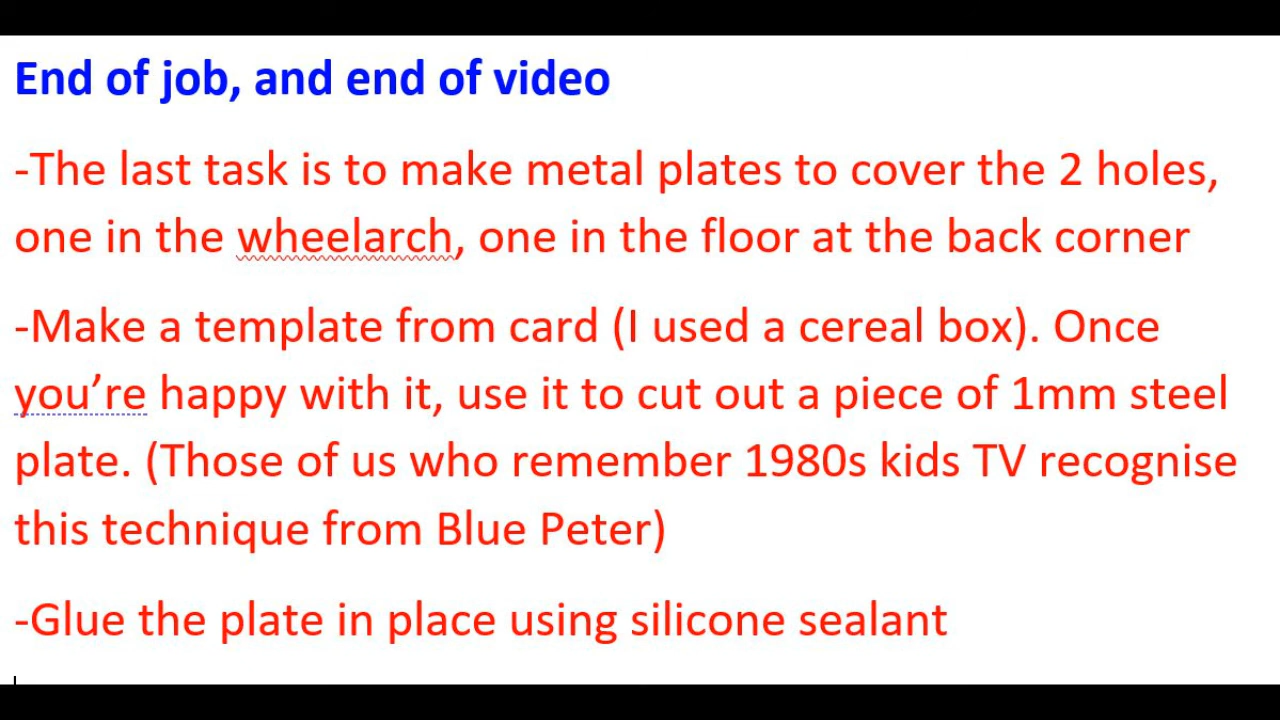 End of job, and end of video
-The last task is to make metal plates to cover the 2 holes,
one in the wheelarch, one in the floor at the back corner
-Make a template from card (I used a cereal box). Once
you’re happy with it, use it to cut out a piece of 1mm steel
plate. (Those of us who remember 1980s kids TV recognise
this technique from Blue Peter)
-Glue the plate in place using silicone sealant